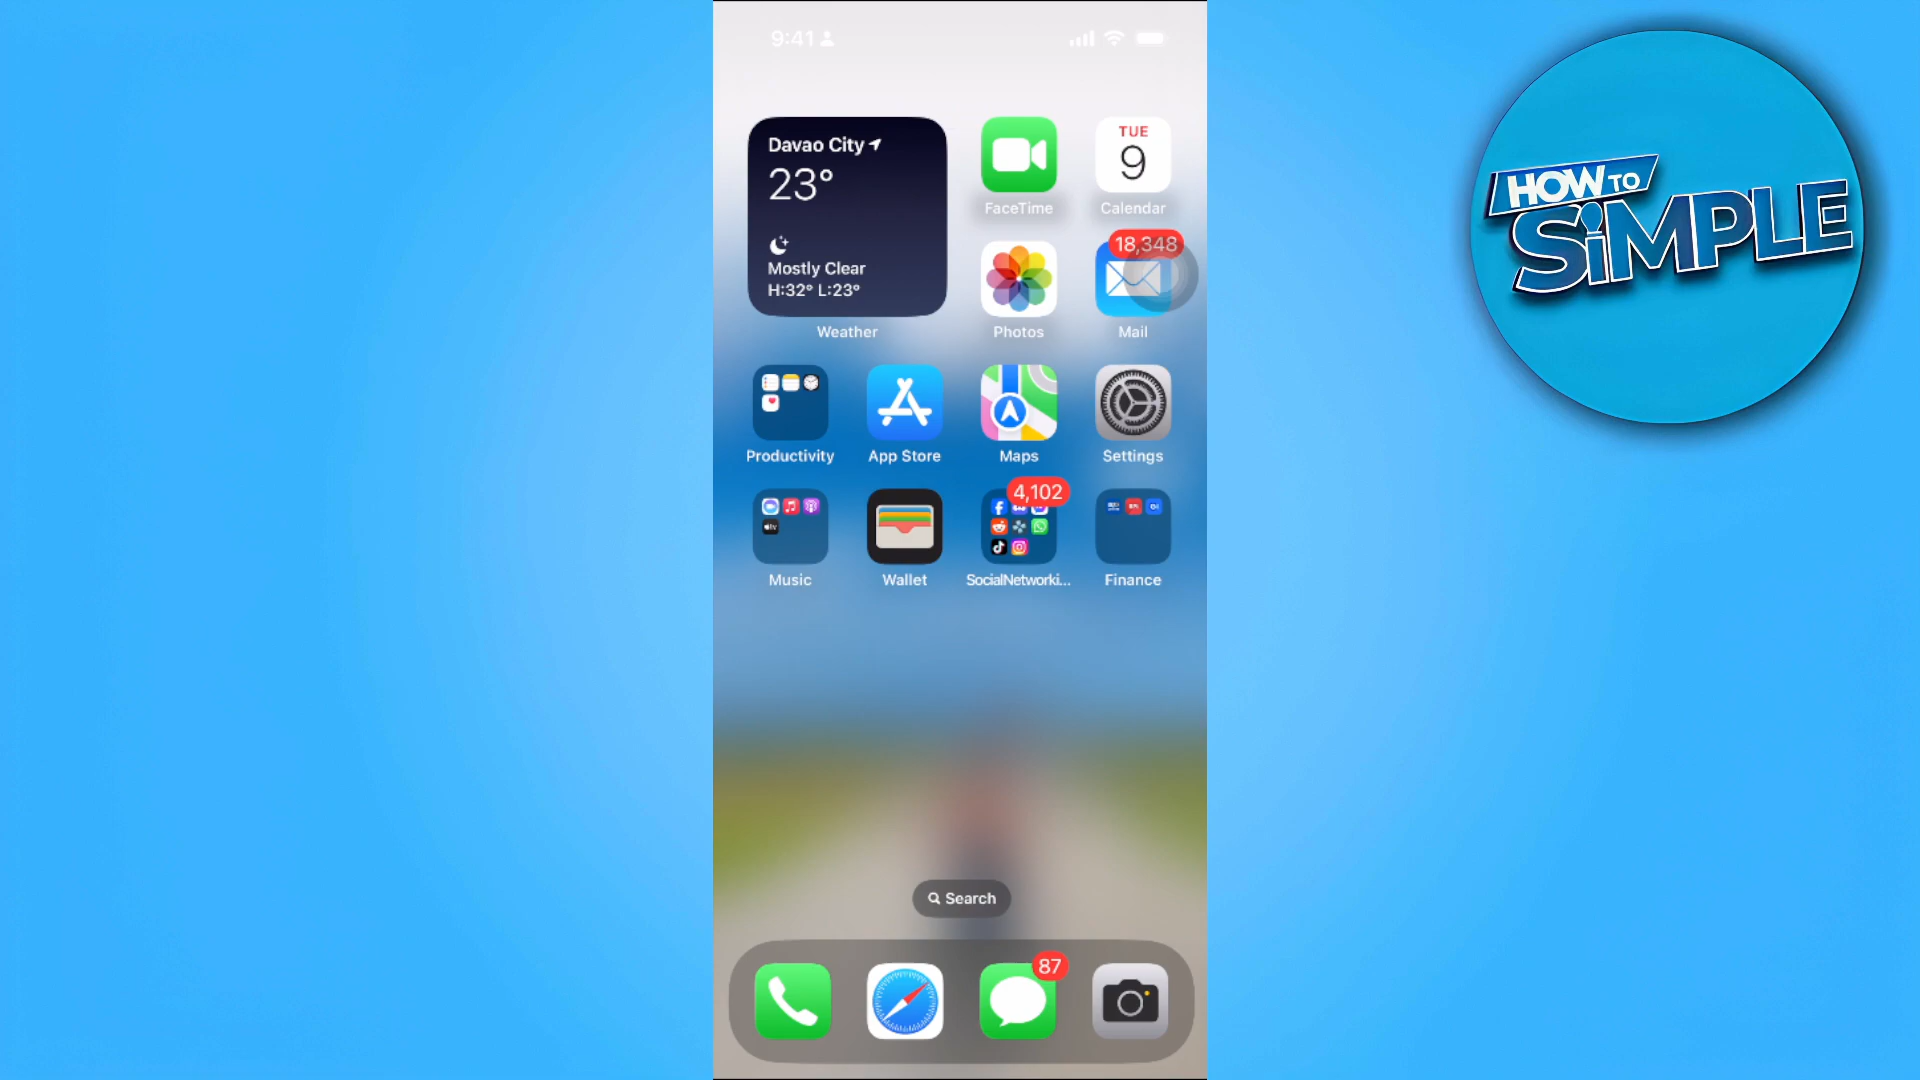 9:41
HOW TO
SiMPLE
Davao City
23°
Mostly Clear
H:32° L:23°
Weather
FaceTime
TUE
9
Calendar
Photos
18,348
Mail
Productivity
App Store
Maps
Settings
Music
Wallet
4,102
SocialNetworki...
Finance
Search
87